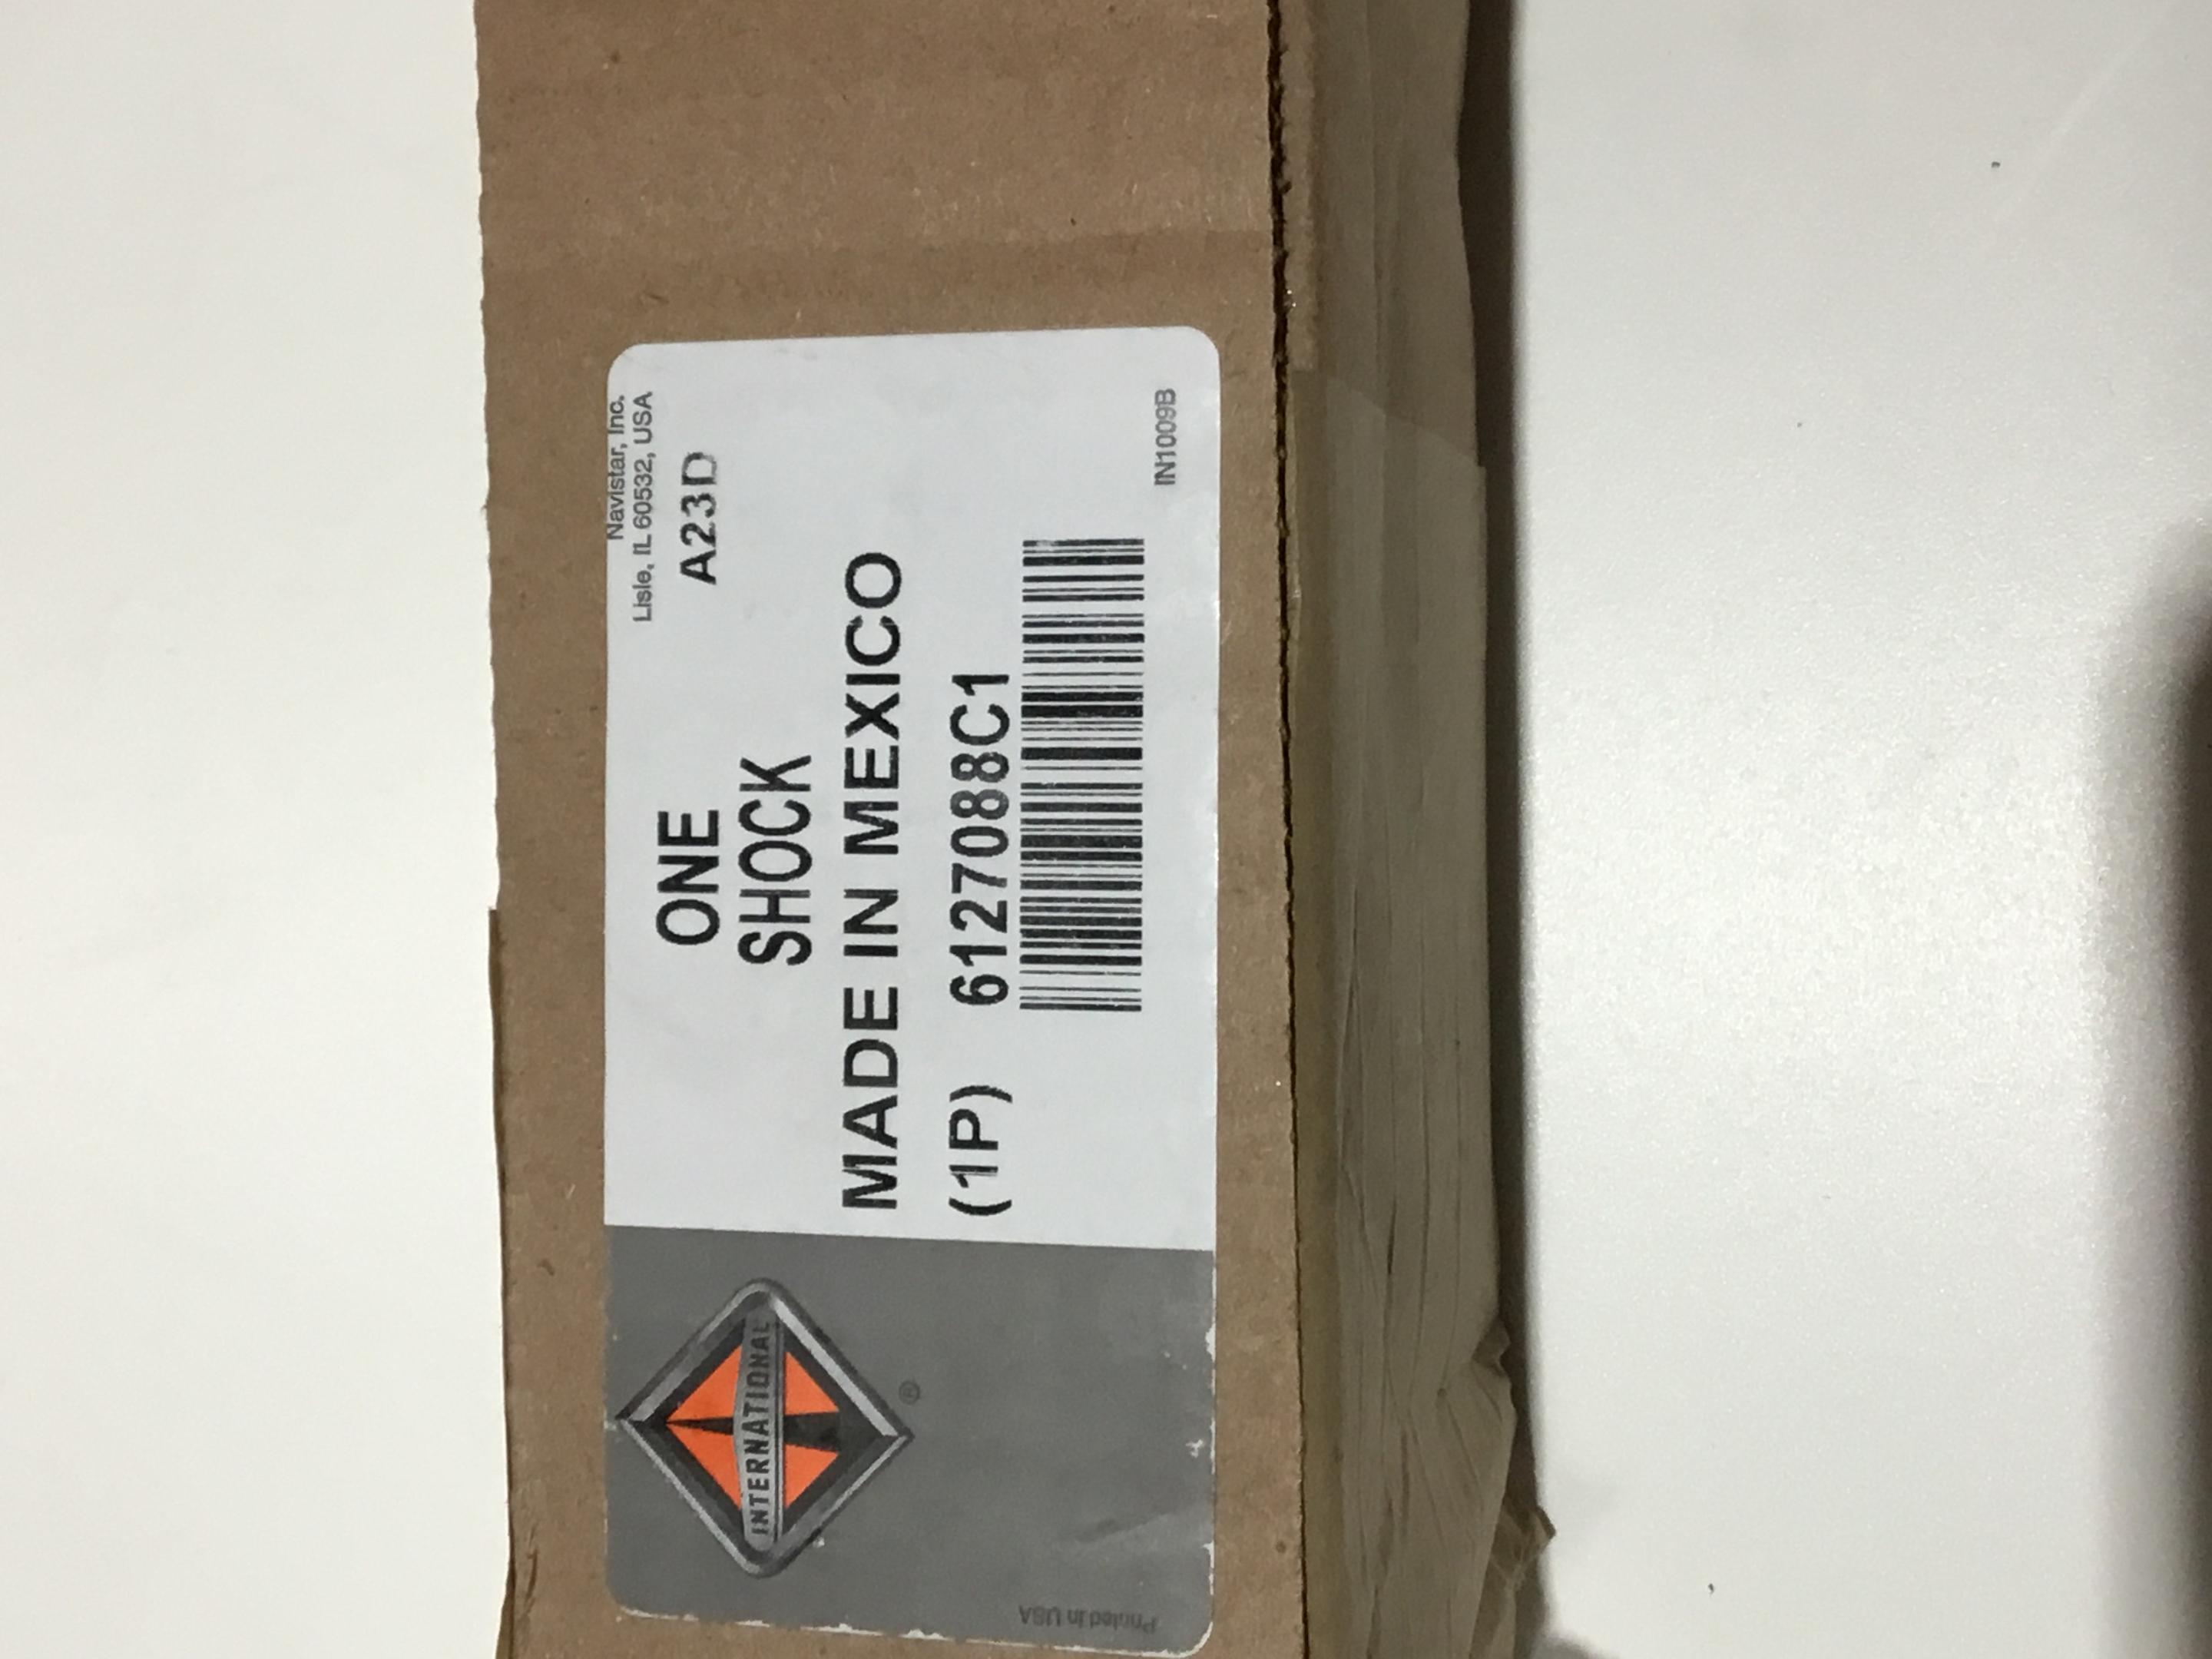 Navistar, Inc.
Lisle, IL 60532, USA
A23D
ONE
SHOCK
MADE IN MEXICO
(1P) 6127088C1
IN1009B
INTERNATIONAL
®
Printed in USA